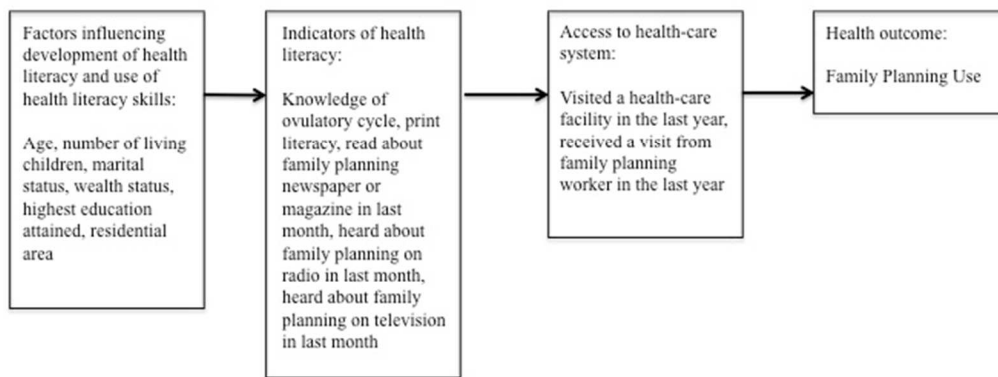 Factors influencing
development of health
literacy and use of
health literacy skills:
Age, number of living
children, marital
status, wealth status,
highest education
attained, residential
area
Indicators of health
literacy:
Knowledge of
ovulatory cycle, print
literacy, read about
family planning
newspaper or
magazine in last
month, heard about
family planning on
radio in last month,
heard about family
planning on television
in last month
Access to health-care
system:
Visited a health-care
facility in the last year,
received a visit from
family planning
worker in the last year
Health outcome:
Family Planning Use